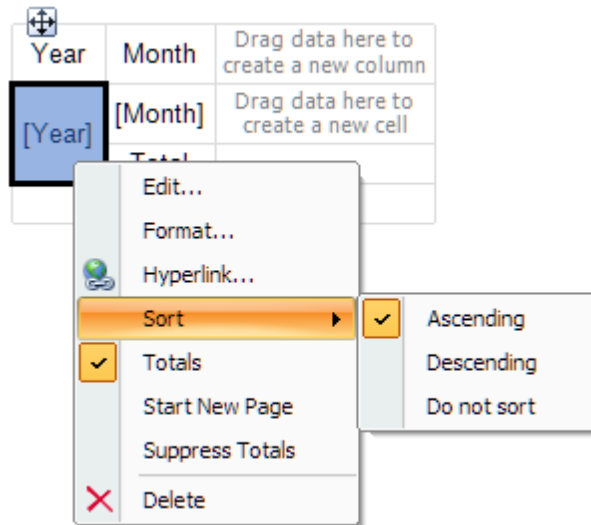 Year
Month
Drag data here to
create a new column
[Year]
[Month]
Drag data here to
create a new cell
Total
Edit...
Format...
Hyperlink...
Sort
Totals
Start New Page
Suppress Totals
Delete
Ascending
Descending
Do not sort